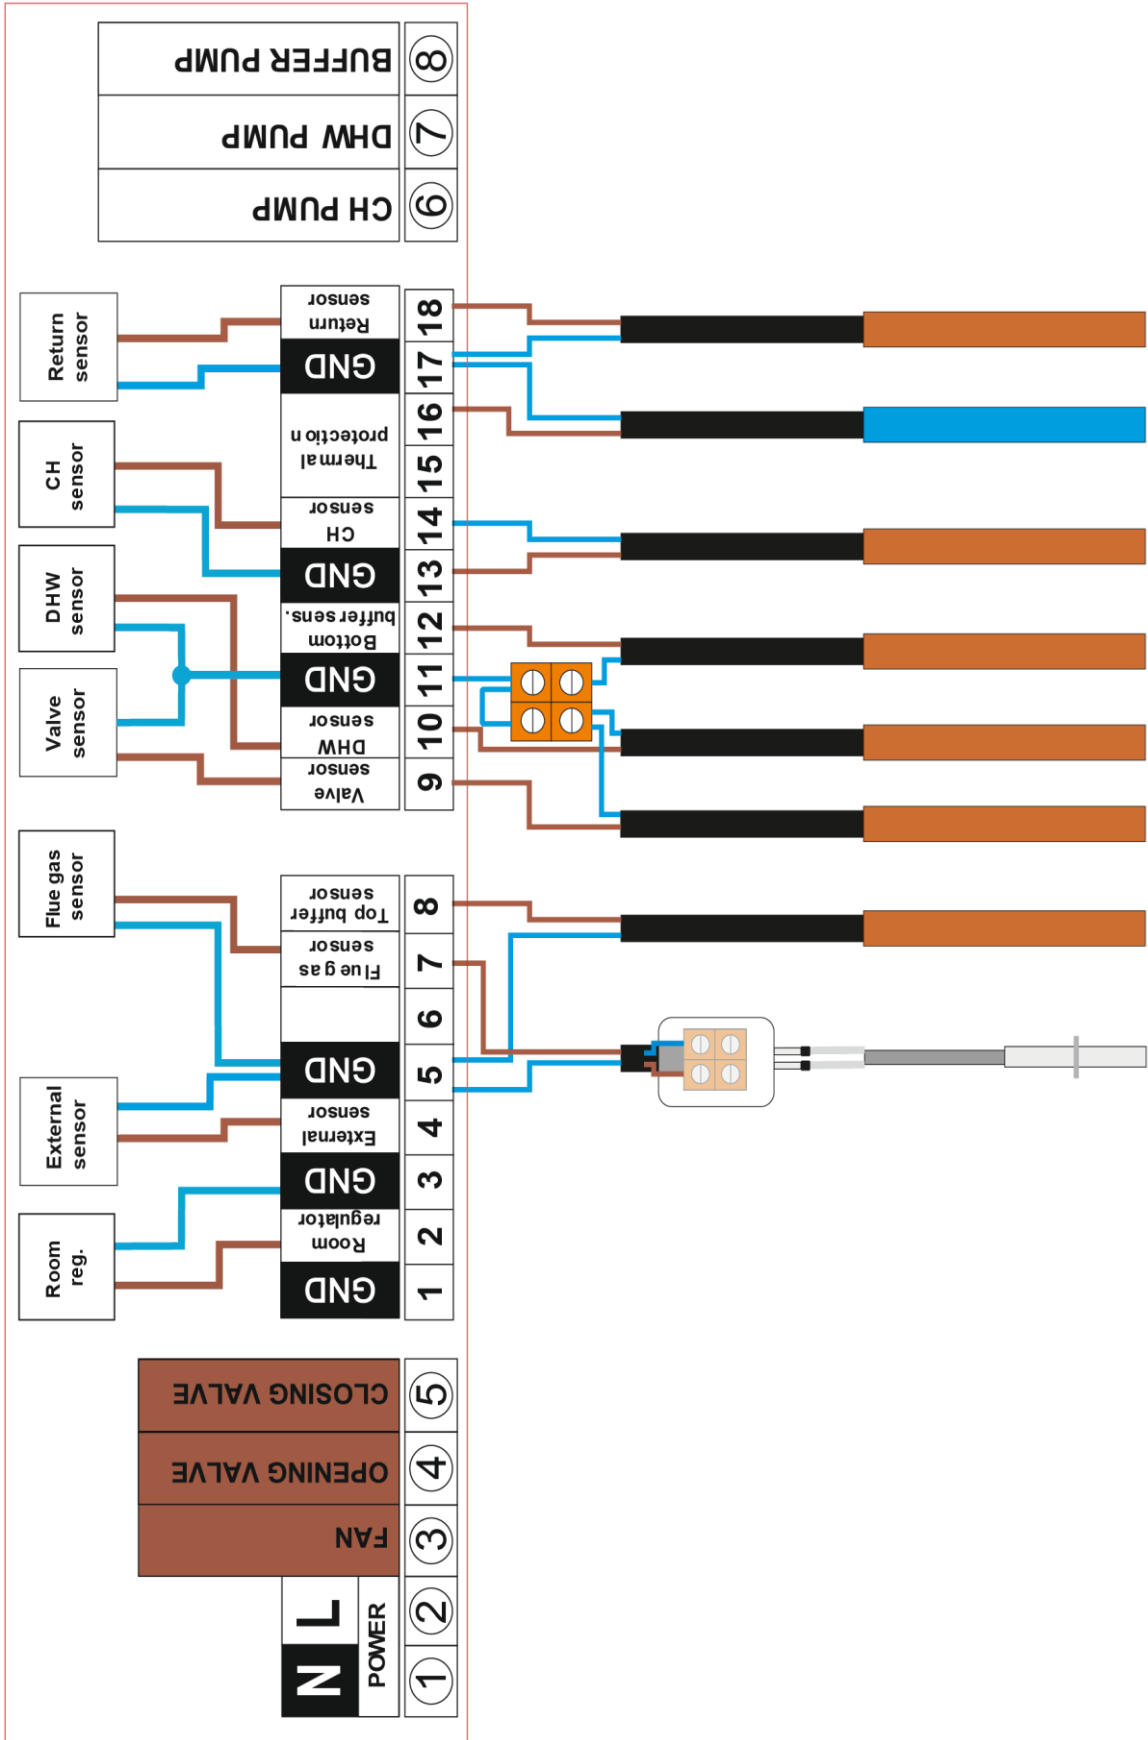 BUFFER PUMP
8
DHW PUMP
7
CH PUMP
6
Return
sensor
Return
sensor
18
GND
17
CH
sensor
Thermal
protection
16
15
CH
sensor
14
GND
13
DHW
sensor
Bottom
buffer sens.
12
GND
11
Valve
sensor
DHW
sensor
10
Valve
sensor
9
Flue gas
sensor
Top buffer
sensor
8
Flue gas
sensor
7
6
GND
5
External
sensor
External
sensor
4
GND
3
Room
reg.
Room
regulator
2
GND
1
CLOSING VALVE
5
OPENING VALVE
4
FAN
3
N L
POWER
2
1